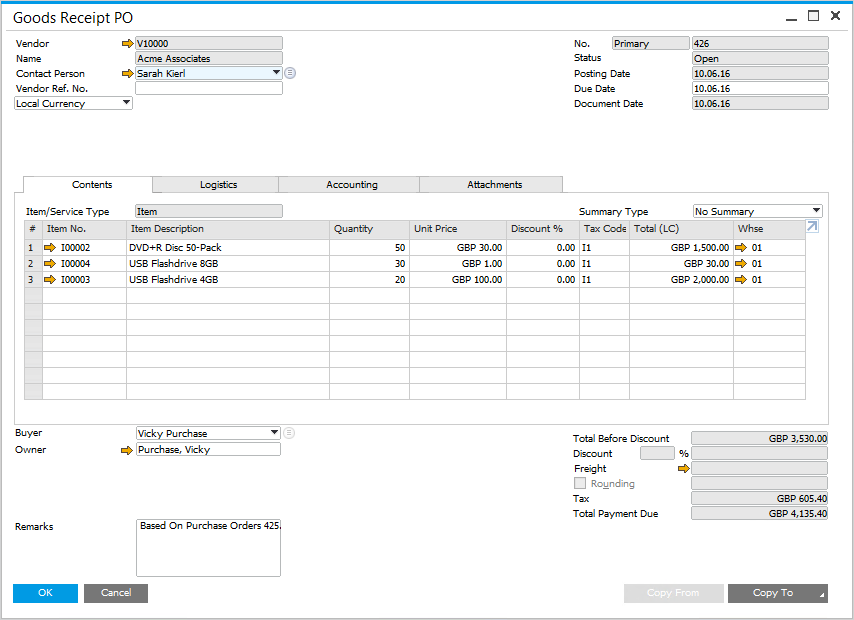 Goods Receipt PO
Vendor V10000 No. Primary 426
Name Acme Associates Status Open
Contact Person Sarah Kierl Posting Date 10.06.16
Vendor Ref. No. Due Date 10.06.16
Local Currency Document Date 10.06.16
Contents Logistics Accounting Attachments
Item/Service Type Item Summary Type No Summary
# Item No. Item Description Quantity Unit Price Discount % Tax Code Total (LC) Whse
1 I00002 DVD+R Disc 50-Pack 50 GBP 30.00 0.00 I1 GBP 1,500.00 01
2 I00004 USB Flashdrive 8GB 30 GBP 1.00 0.00 I1 GBP 30.00 01
3 I00003 USB Flashdrive 4GB 20 GBP 100.00 0.00 I1 GBP 2,000.00 01
Buyer Vicky Purchase
Owner Purchase, Vicky
Total Before Discount GBP 3,530.00
Discount %
Freight
Rounding
Tax GBP 605.40
Total Payment Due GBP 4,135.40
Remarks Based On Purchase Orders 425.
OK Cancel Copy From Copy To